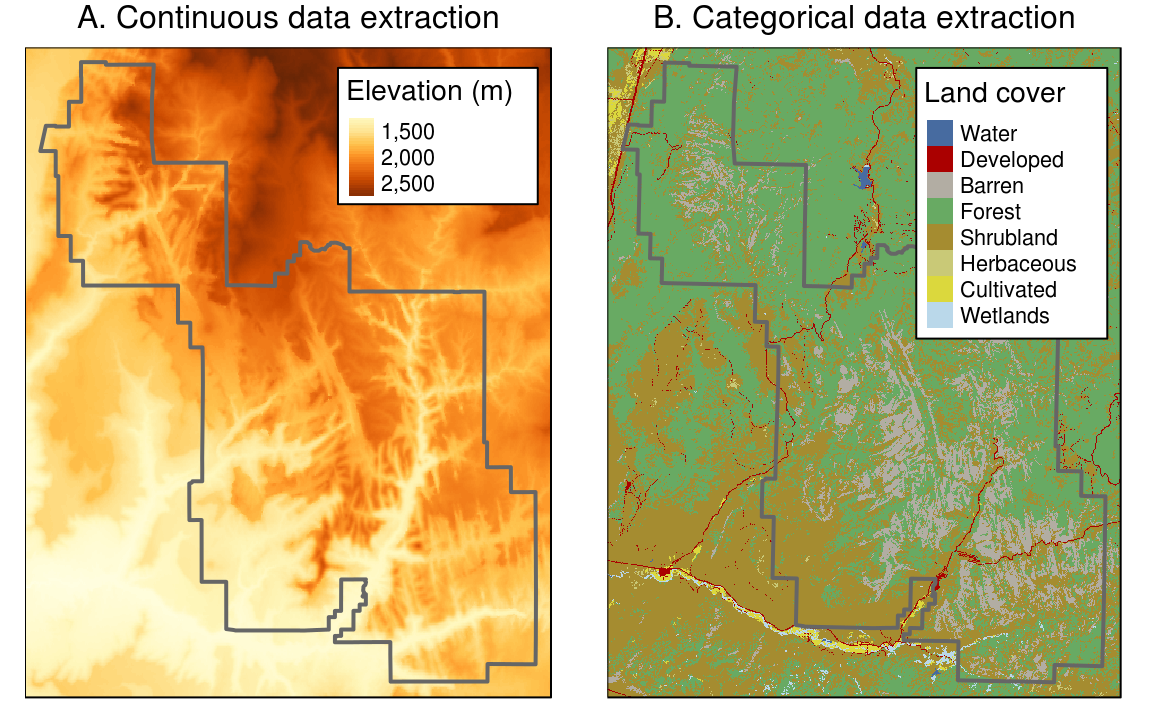 A. Continuous data extraction
Elevation (m)
1,500
2,000
2,500
B. Categorical data extraction
Land cover
Water
Developed
Barren
Forest
Shrubland
Herbaceous
Cultivated
Wetlands